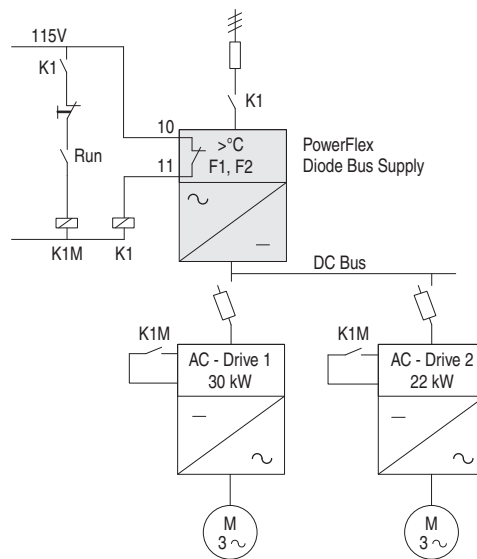 115V
K1
K1
Run
10
11
>°C
F1, F2
PowerFlex
Diode Bus Supply
K1M
K1
DC Bus
K1M
AC - Drive 1
30 kW
K1M
AC - Drive 2
22 kW
M
3
M
3